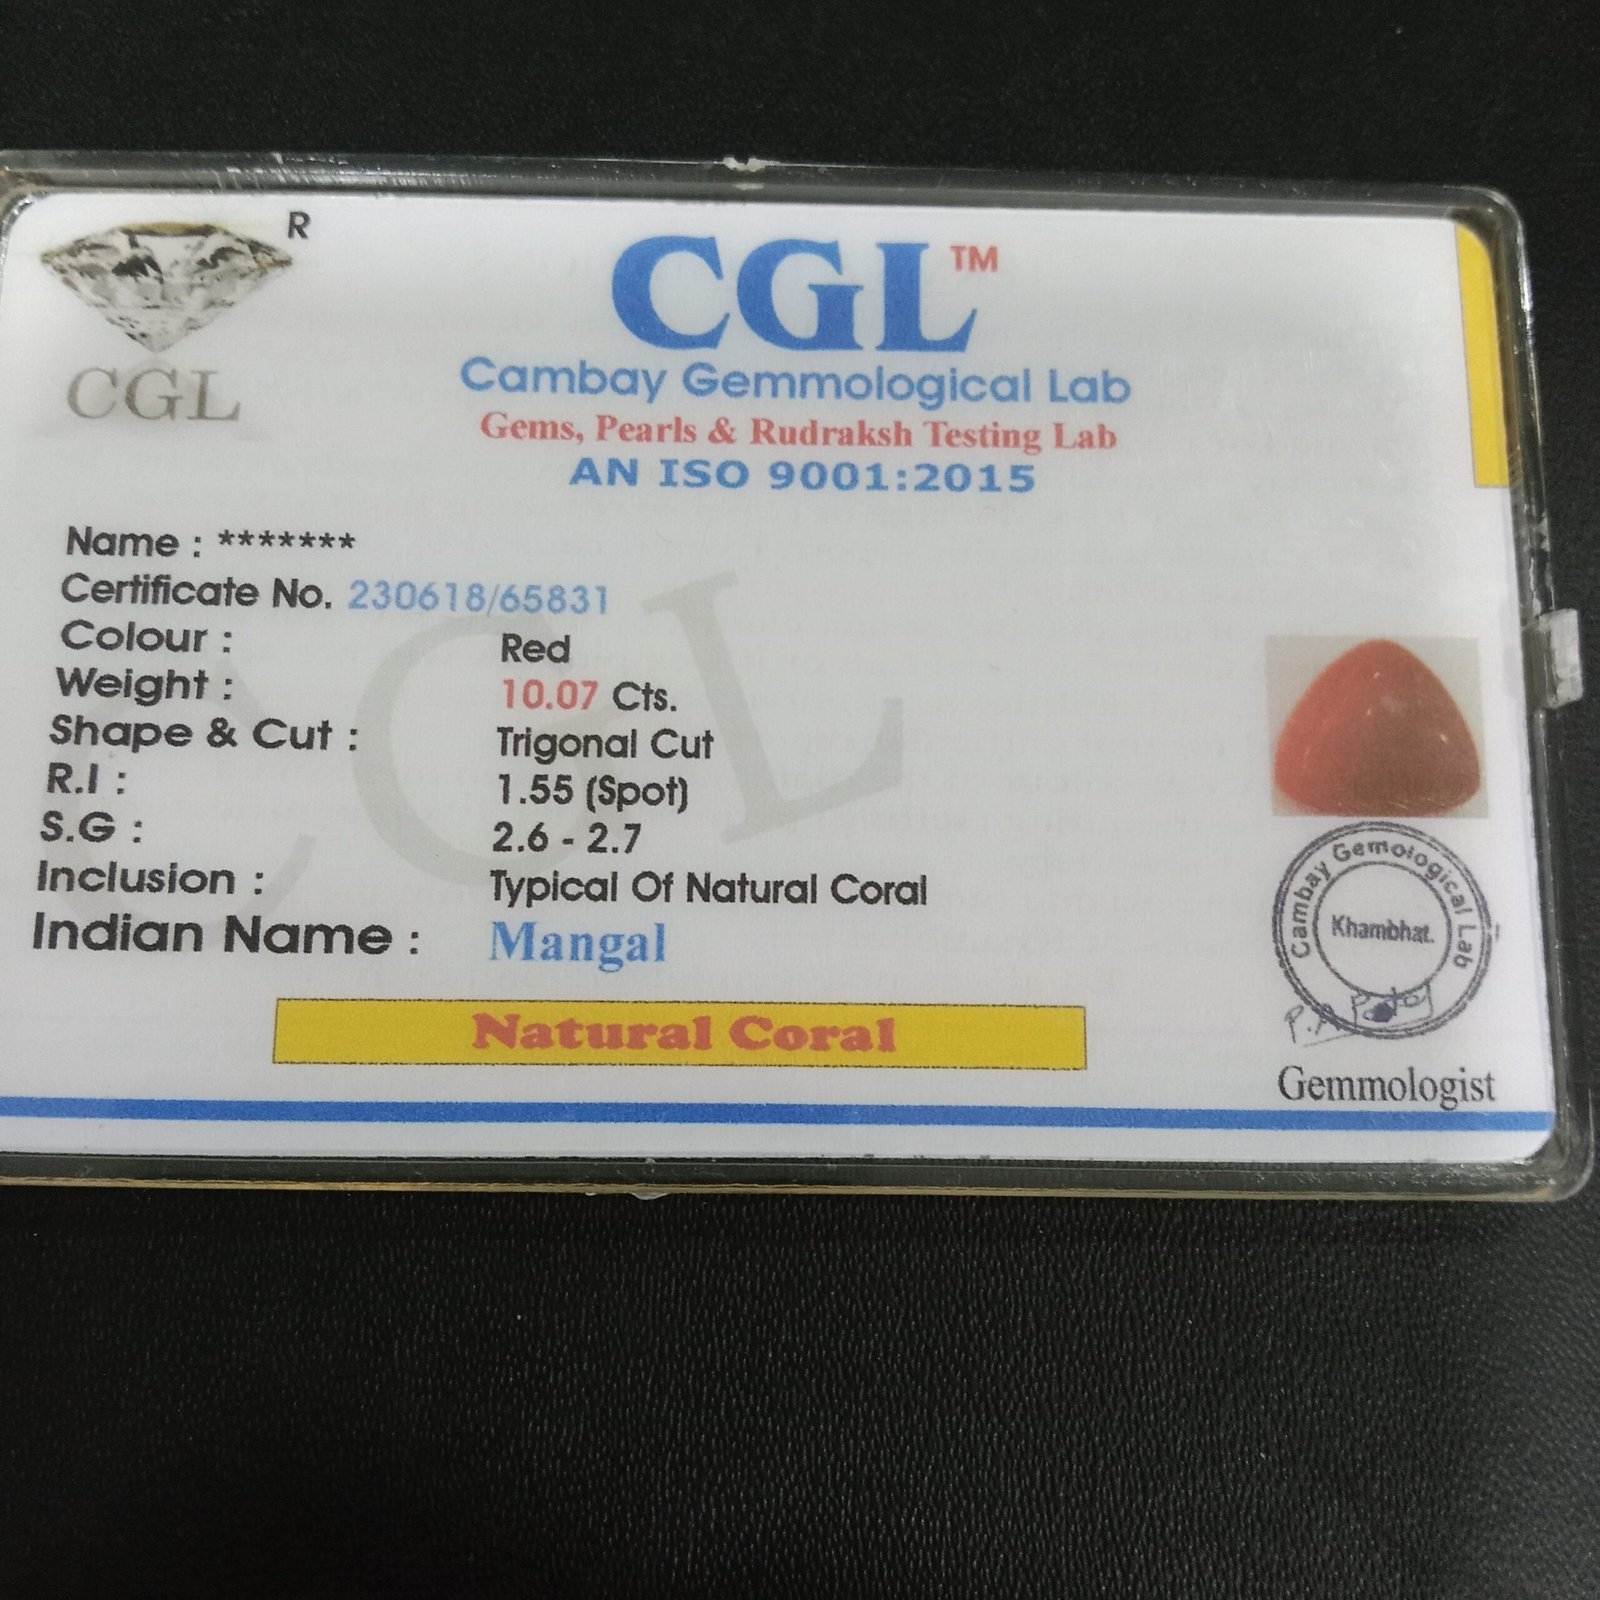 R
CGL
CGL™
Cambay Gemmological Lab
Gems, Pearls & Rudraksh Testing Lab
AN ISO 9001:2015
Name : *******
Certificate No. 230618/65831
Colour : Red
Weight : 10.07 Cts.
Shape & Cut : Trigonal Cut
R.I : 1.55 (Spot)
S.G : 2.6 - 2.7
Inclusion : Typical Of Natural Coral
Indian Name : Mangal
Natural Coral
CGL
Cambay Gemological Lab
Khambhat.
Gemmologist